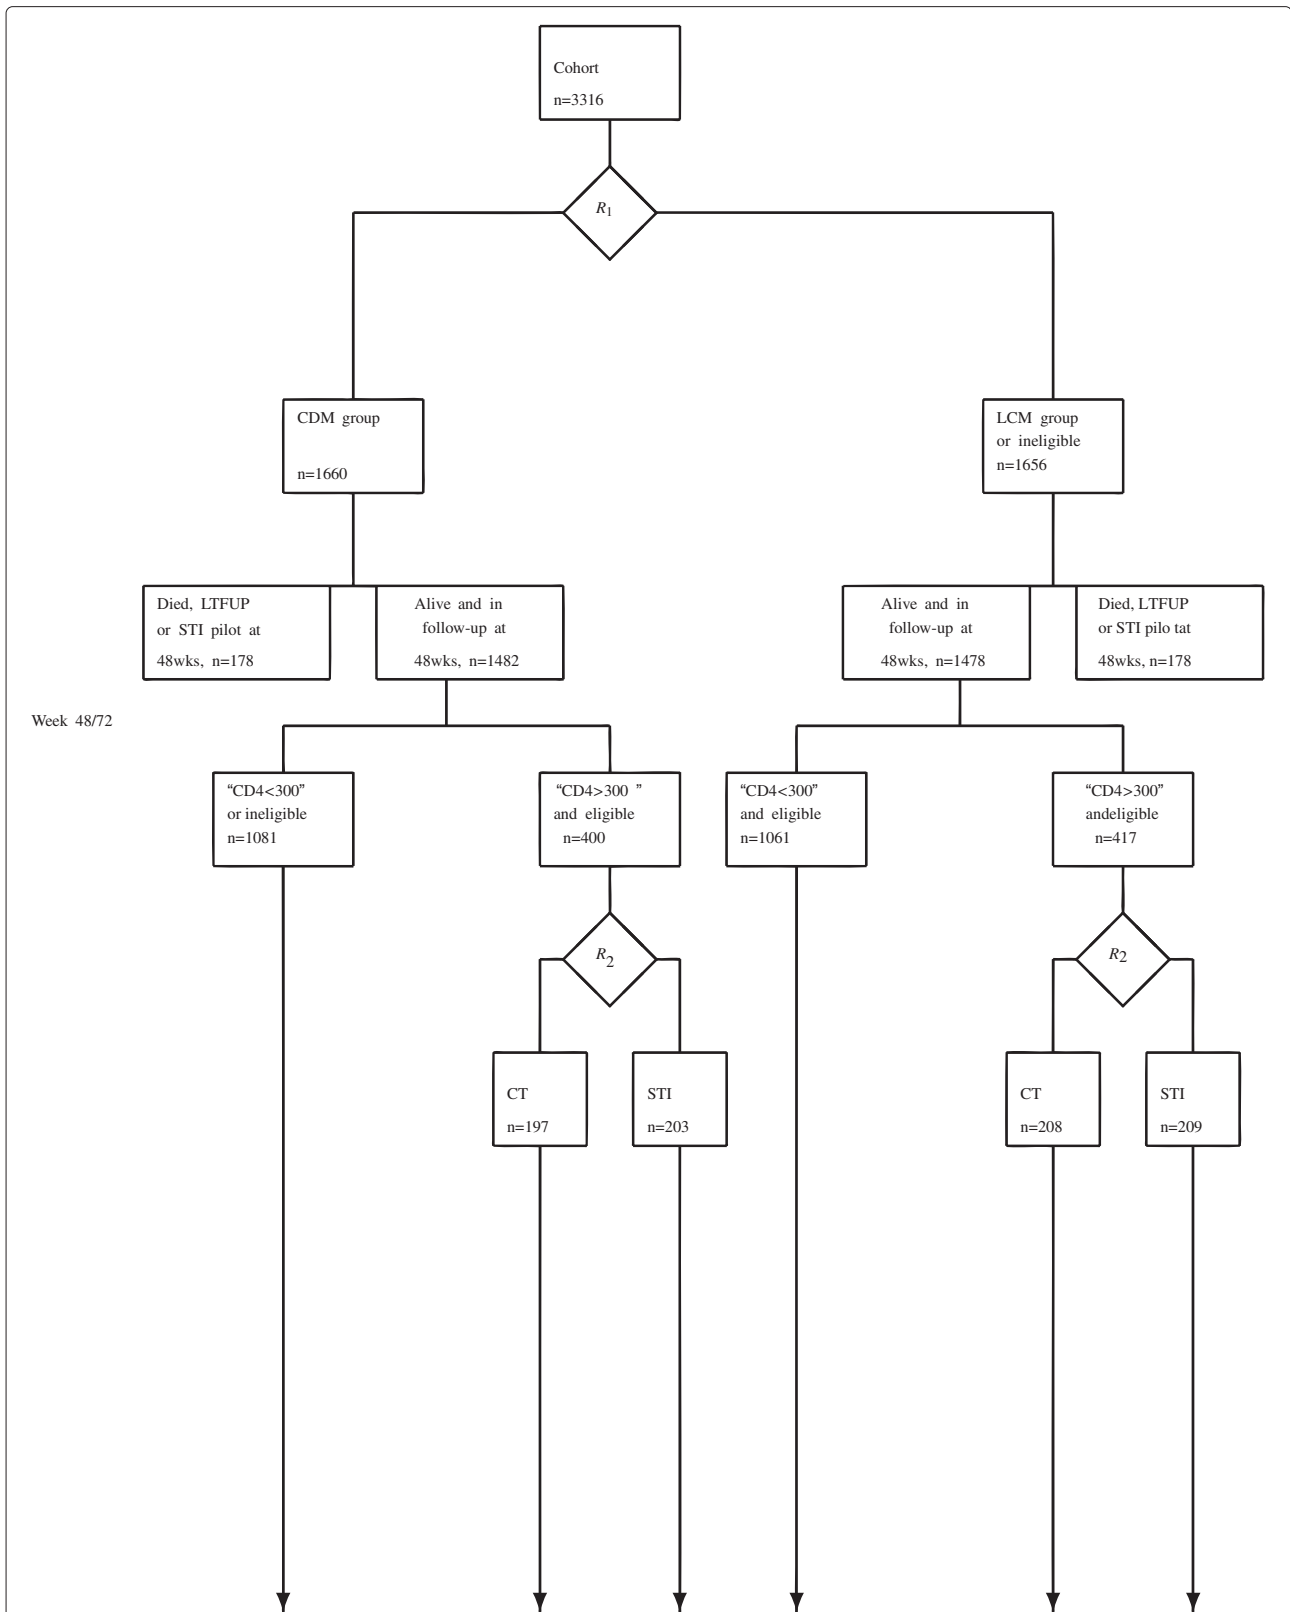 Cohort
n=3316
R1
CDM group
n=1660
LCM group
or ineligible
n=1656
Died, LTFUP
or STI pilot at
48wks, n=178
Alive and in
follow-up at
48wks, n=1482
Alive and in
follow-up at
48wks, n=1478
Died, LTFUP
or STI pilo tat
48wks, n=178
Week 48/72
“CD4<300”
or ineligible
n=1081
“CD4>300 ”
and eligible
n=400
“CD4<300”
and eligible
n=1061
“CD4>300”
andeligible
n=417
R2
R2
CT
n=197
STI
n=203
CT
n=208
STI
n=209